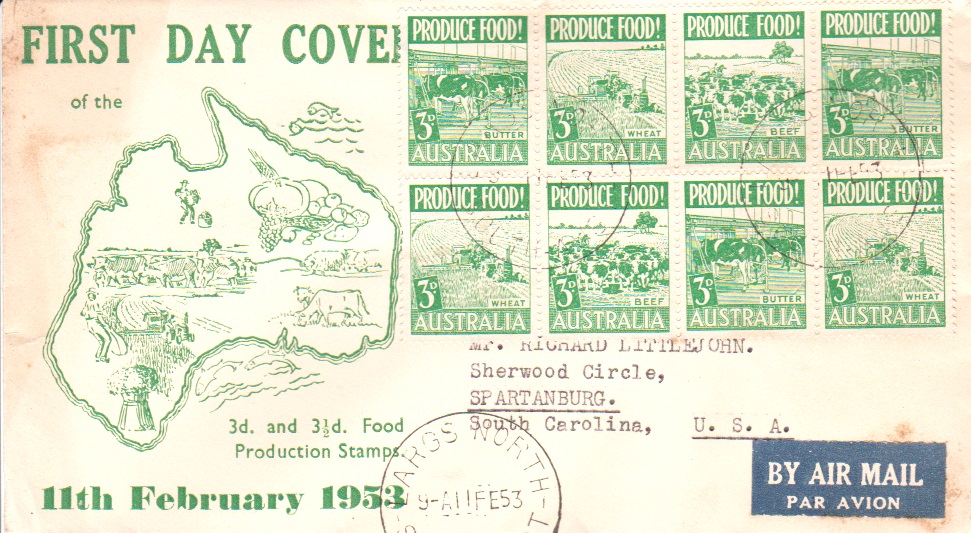 FIRST DAY COVE
of the
PRODUCE FOOD! PRODUCE FOOD! PRODUCE FOOD! PRODUCE FOOD!
3D BUTTER 3D WHEAT 3D BEEF 3D BUTTER
AUSTRALIA AUSTRALIA AUSTRALIA AUSTRALIA
PRODUCE FOOD! PRODUCE FOOD! PRODUCE FOOD! PRODUCE FOOD!
3D WHEAT 3D BEEF 3D BUTTER 3D WHEAT
AUSTRALIA AUSTRALIA AUSTRALIA AUSTRALIA
Mr. RICHARD LITTLEJOHN.
Sherwood Circle,
SPARTANBURG.
South Carolina, U. S. A.
3d. and 3½d. Food
Production Stamps.
11th February 1953
LARGS NORTH
9-A11FE53
BY AIR MAIL
PAR AVION